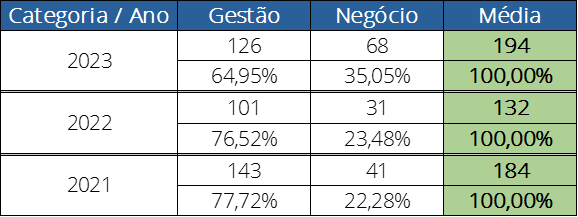 Categoria / Ano Gestão Negócio Média
2023 126 68 194
64,95% 35,05% 100,00%
2022 101 31 132
76,52% 23,48% 100,00%
2021 143 41 184
77,72% 22,28% 100,00%